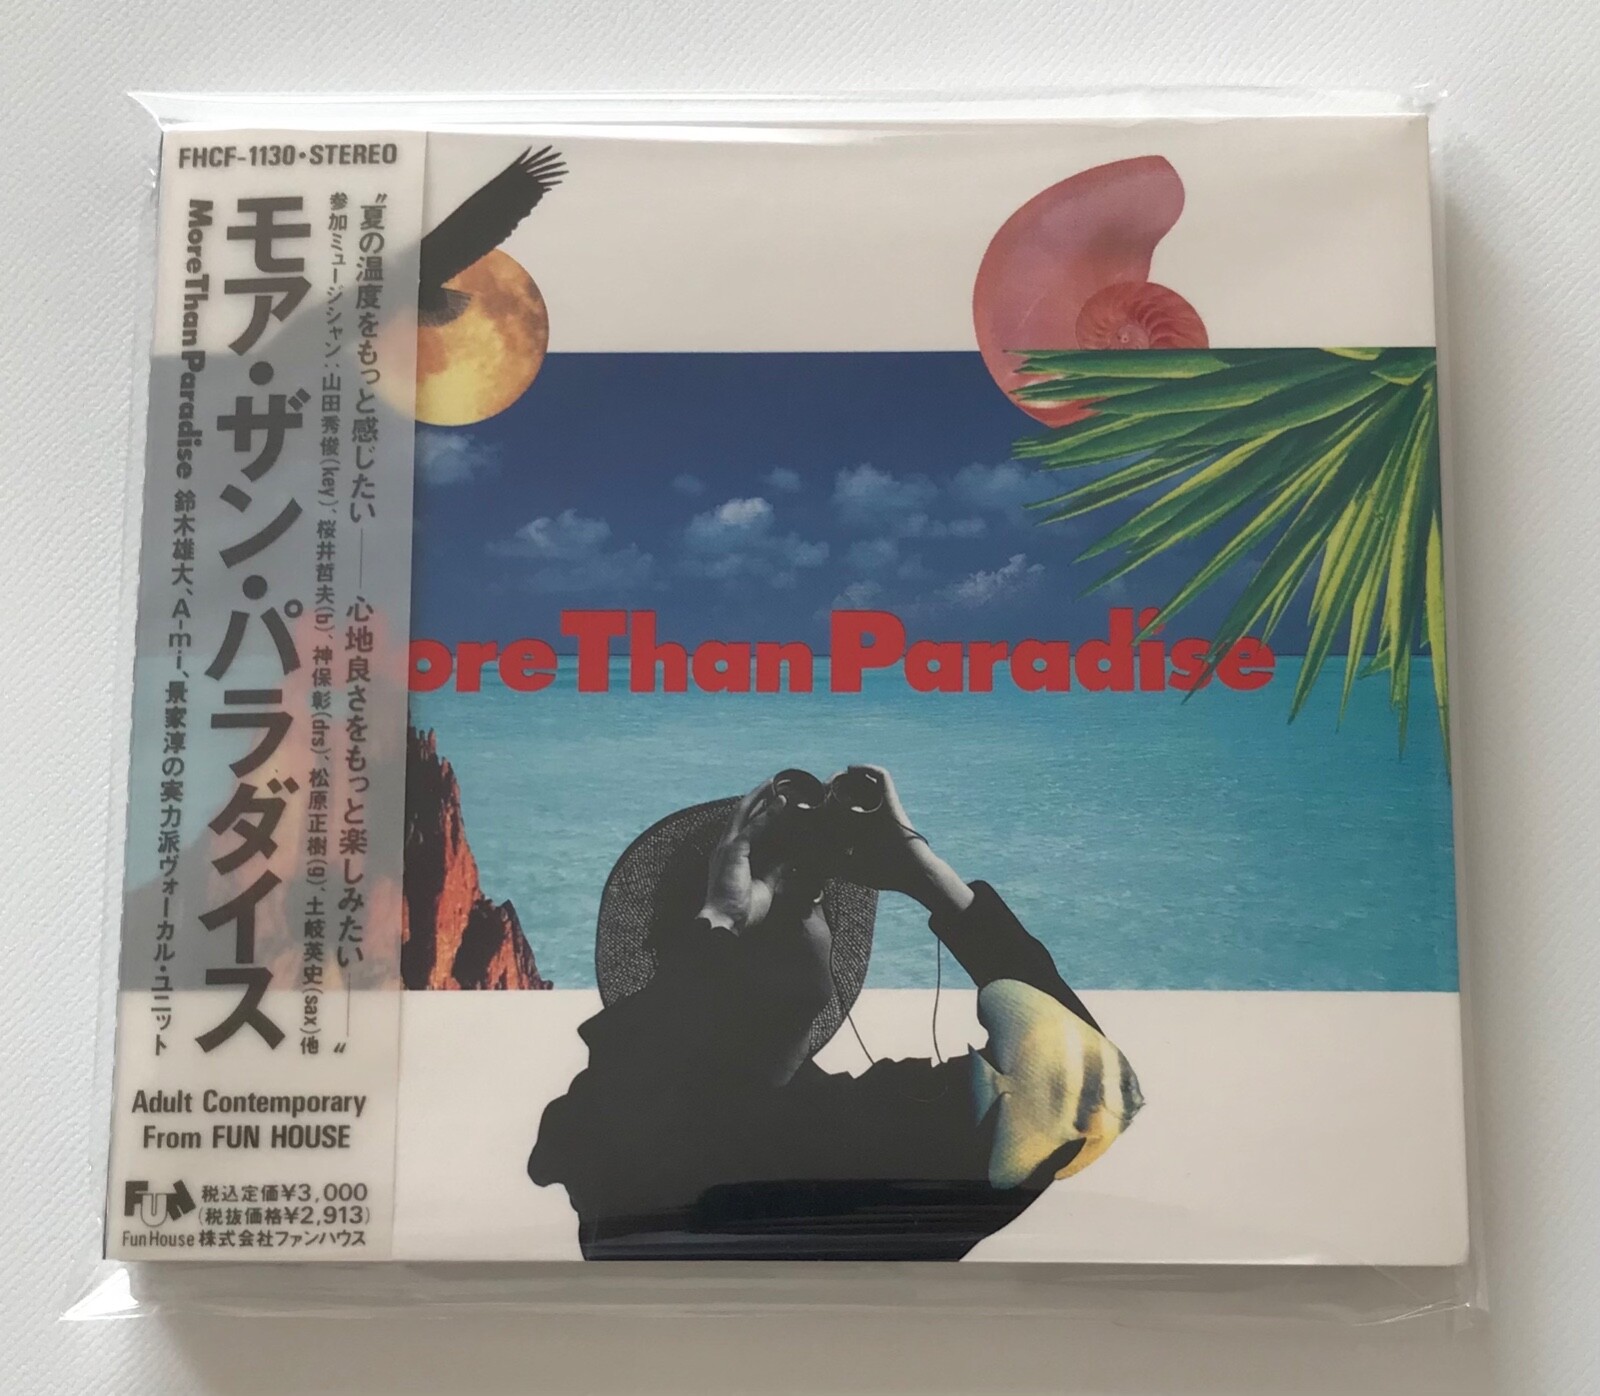 FHCF-1130・STEREO
"夏の温度をもっと感じたい——心地良さをもっと楽しみたい——"
参加ミュージシャン：山田秀俊(key)、桜井哲夫(b)、神保彰(drs)、松原正樹(g)、土岐英史(sax)他
モア・ザン・パラダイス
More Than Paradise 鈴木雄大、A-mi、景家淳の実力派ヴォーカル・ユニット
Adult Contemporary
From FUN HOUSE
FUN
Fun House
税込定価¥3,000
(税抜価格¥2,913)
株式会社ファンハウス
ore Than Paradise